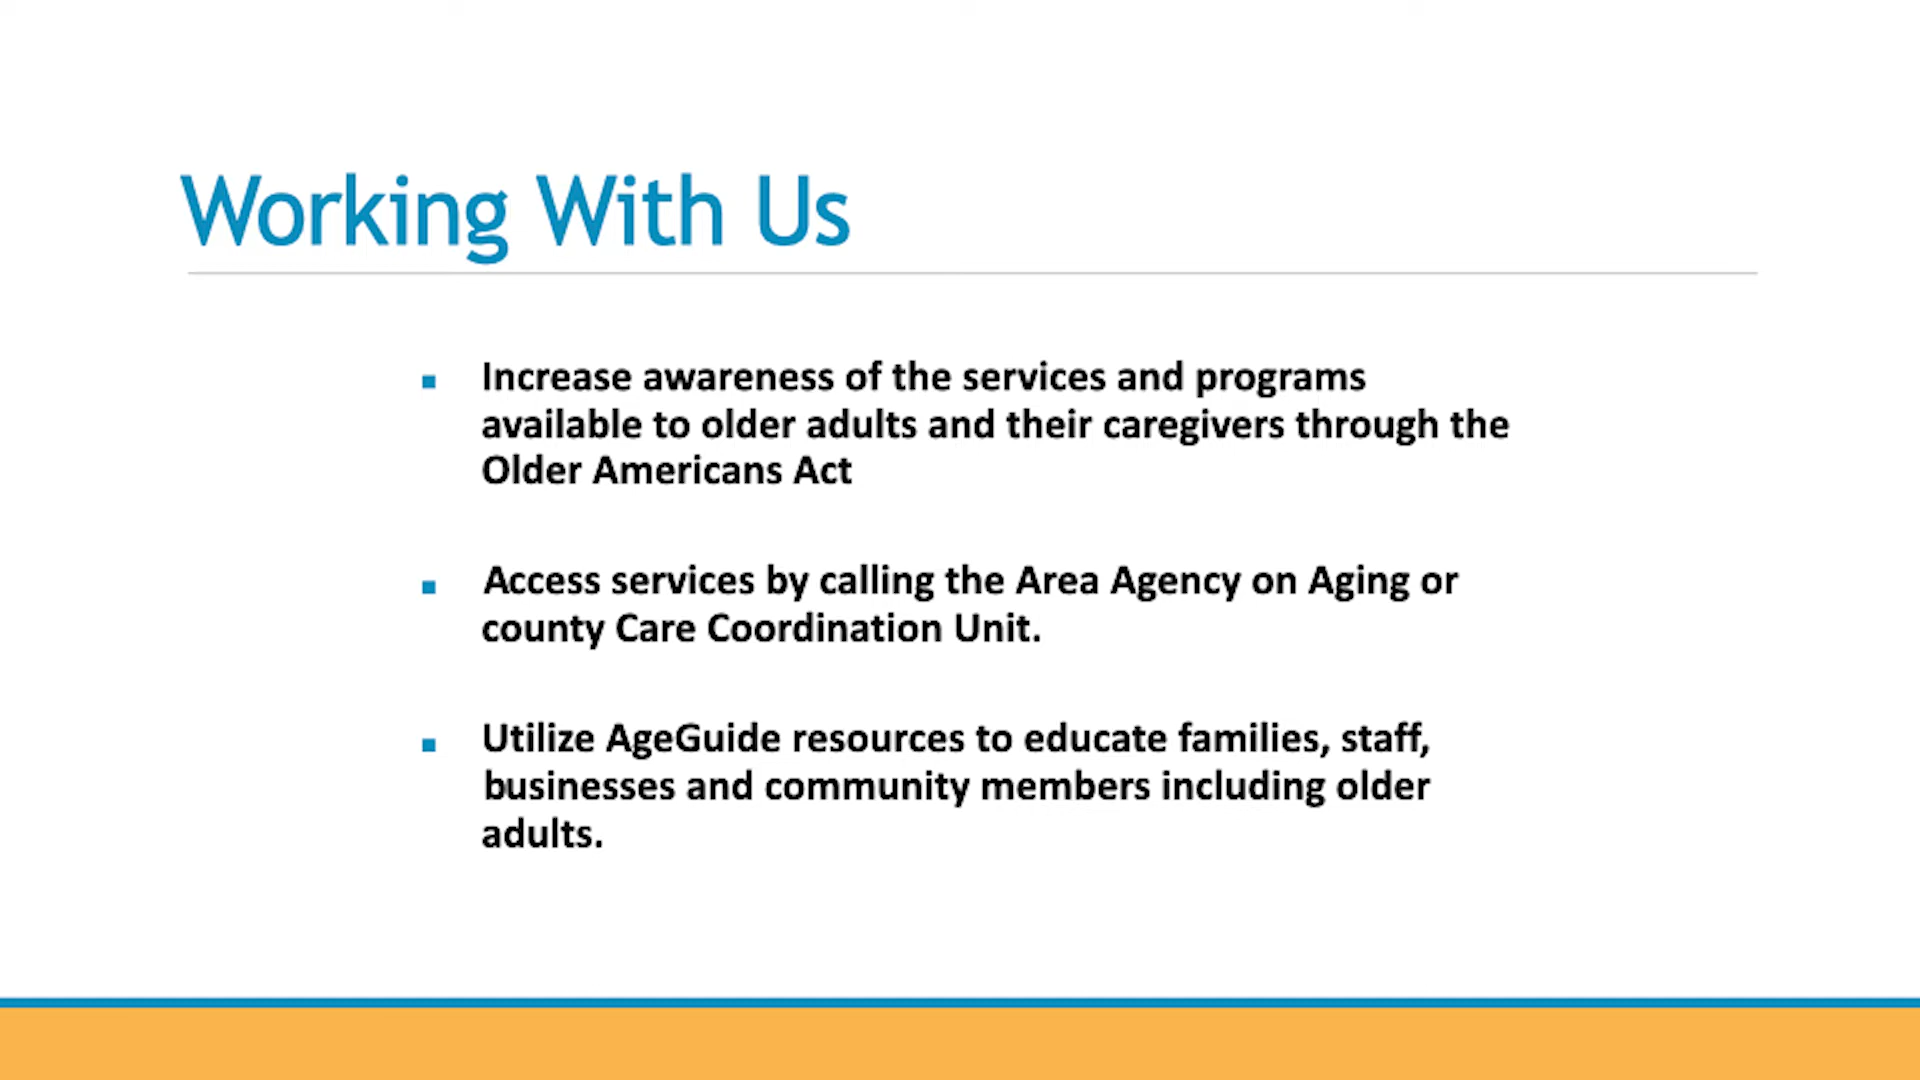 Working With Us
Increase awareness of the services and programs
available to older adults and their caregivers through the
Older Americans Act
Access services by calling the Area Agency on Aging or
county Care Coordination Unit.
Utilize AgeGuide resources to educate families, staff,
businesses and community members including older
adults.